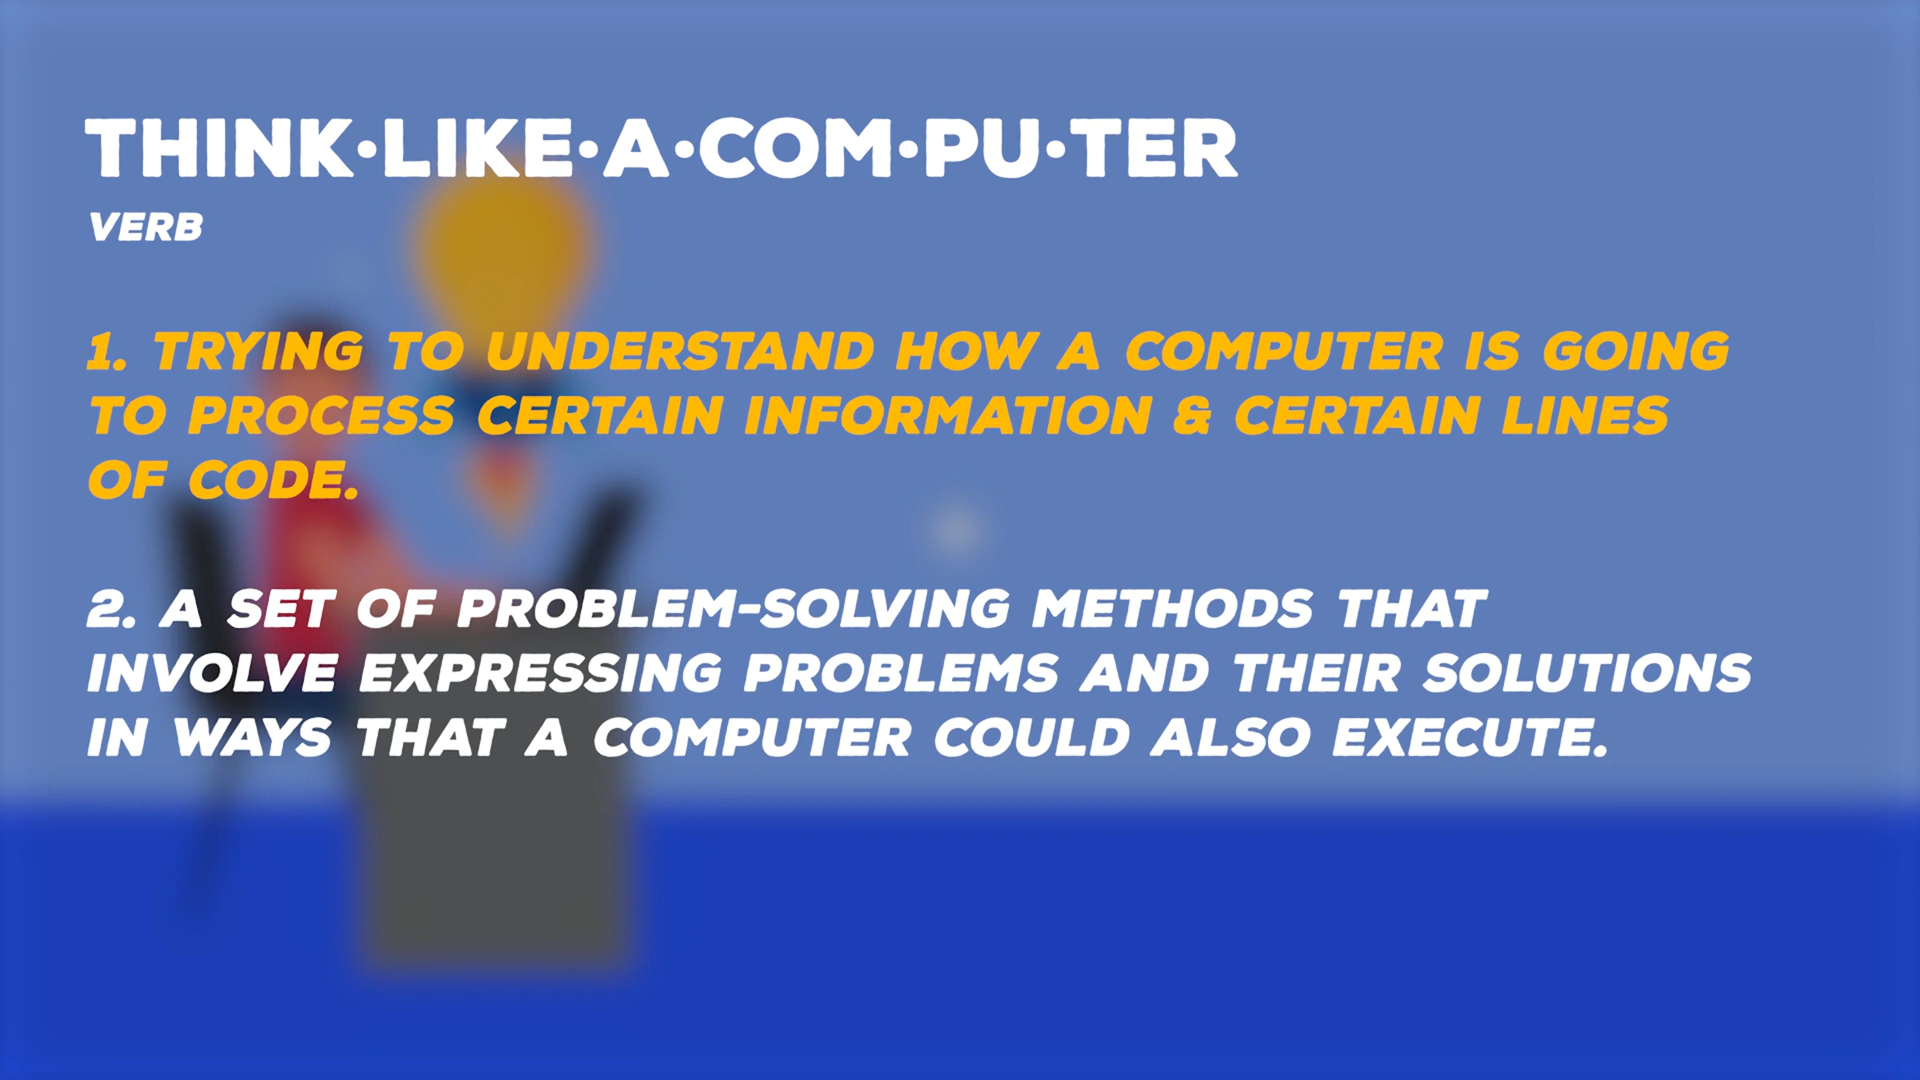 THINK·LIKE·A·COM·PU·TER
VERB
1. TRYING TO UNDERSTAND HOW A COMPUTER IS GOING
TO PROCESS CERTAIN INFORMATION & CERTAIN LINES
OF CODE.
2. A SET OF PROBLEM-SOLVING METHODS THAT
INVOLVE EXPRESSING PROBLEMS AND THEIR SOLUTIONS
IN WAYS THAT A COMPUTER COULD ALSO EXECUTE.